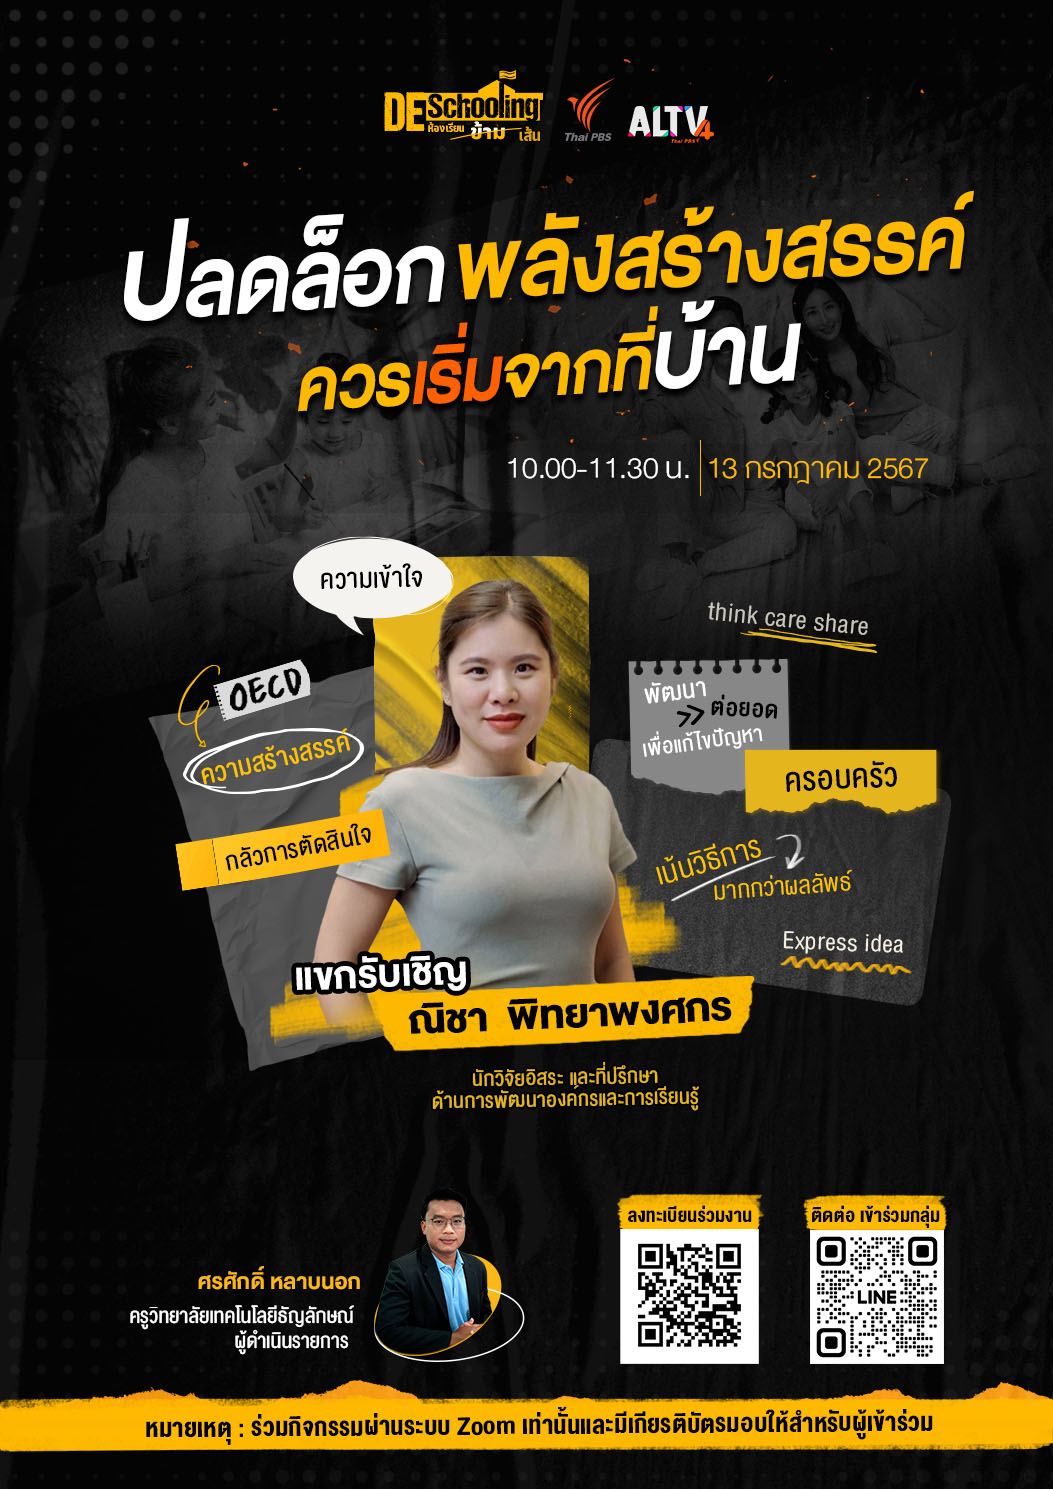 DESchooling
ห้องเรียน ข้าม เส้น
Thai PBS
ALTV4
Thai PBS
ปลดล็อกพลังสร้างสรรค์
ควรเริ่มจากที่บ้าน
10.00-11.30 น. 13 กรกฎาคม 2567
ความเข้าใจ
think care share
OECD
ความสร้างสรรค์
พัฒนา
ต่อยอด
เพื่อแก้ไขปัญหา
ครอบครัว
กลัวการตัดสินใจ
เน้นวิธีการ
มากกว่าผลลัพธ์
Express idea
แขกรับเชิญ
ณิชา พิทยาพงศกร
นักวิจัยอิสระ และที่ปรึกษา
ด้านการพัฒนาองค์กรและการเรียนรู้
ลงทะเบียนร่วมงาน
ติดต่อ เข้าร่วมกลุ่ม
LINE
ศรศักดิ์ หลาบนอก
ครูวิทยาลัยเทคโนโลยีธัญลักษณ์
ผู้ดำเนินรายการ
หมายเหตุ : ร่วมกิจกรรมผ่านระบบ Zoom เท่านั้นและมีเกียรติบัตรมอบให้สำหรับผู้เข้าร่วม